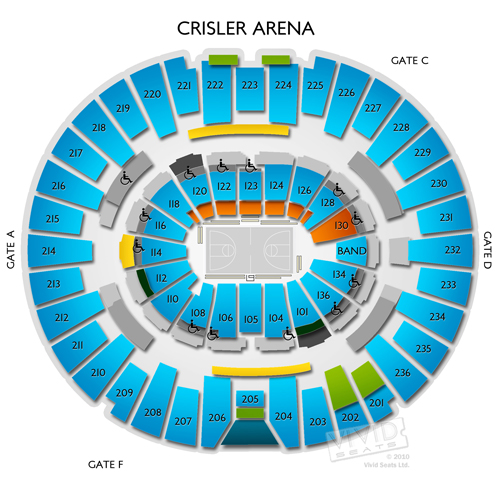 CRISLER ARENA
GATE C
221 222 223 224 225
220 226
219 227
218 228
217 229
216 230
215 231
214 232
213 233
212 234
211 235
210 236
209 208 207 206 205 204 203 202 201
120 122 123 124 126
118 128
116 130
114 BAND
112 134
110 136
108 106 105 104 101
GATE A
GATE D
GATE F
VIVID
SEATS
© 2010
Vivid Seats Ltd.